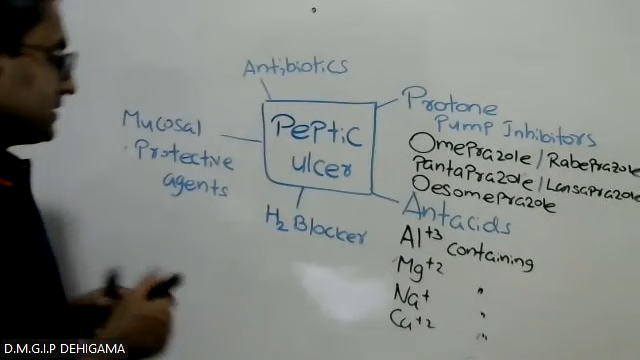 Antibiotics
Mucosal
Protective
agents
Peptic
ulcer
H2 Blocker
Protone
Pump Inhibitors
Omeprazole / Rabeprazole
Pantaprazole / Lansaprazole
Oesomeprazole
Antacids
Al+3 containing
Mg+2 "
Na+ "
Ca+2 "
D.M.G.I.P DEHIGAMA